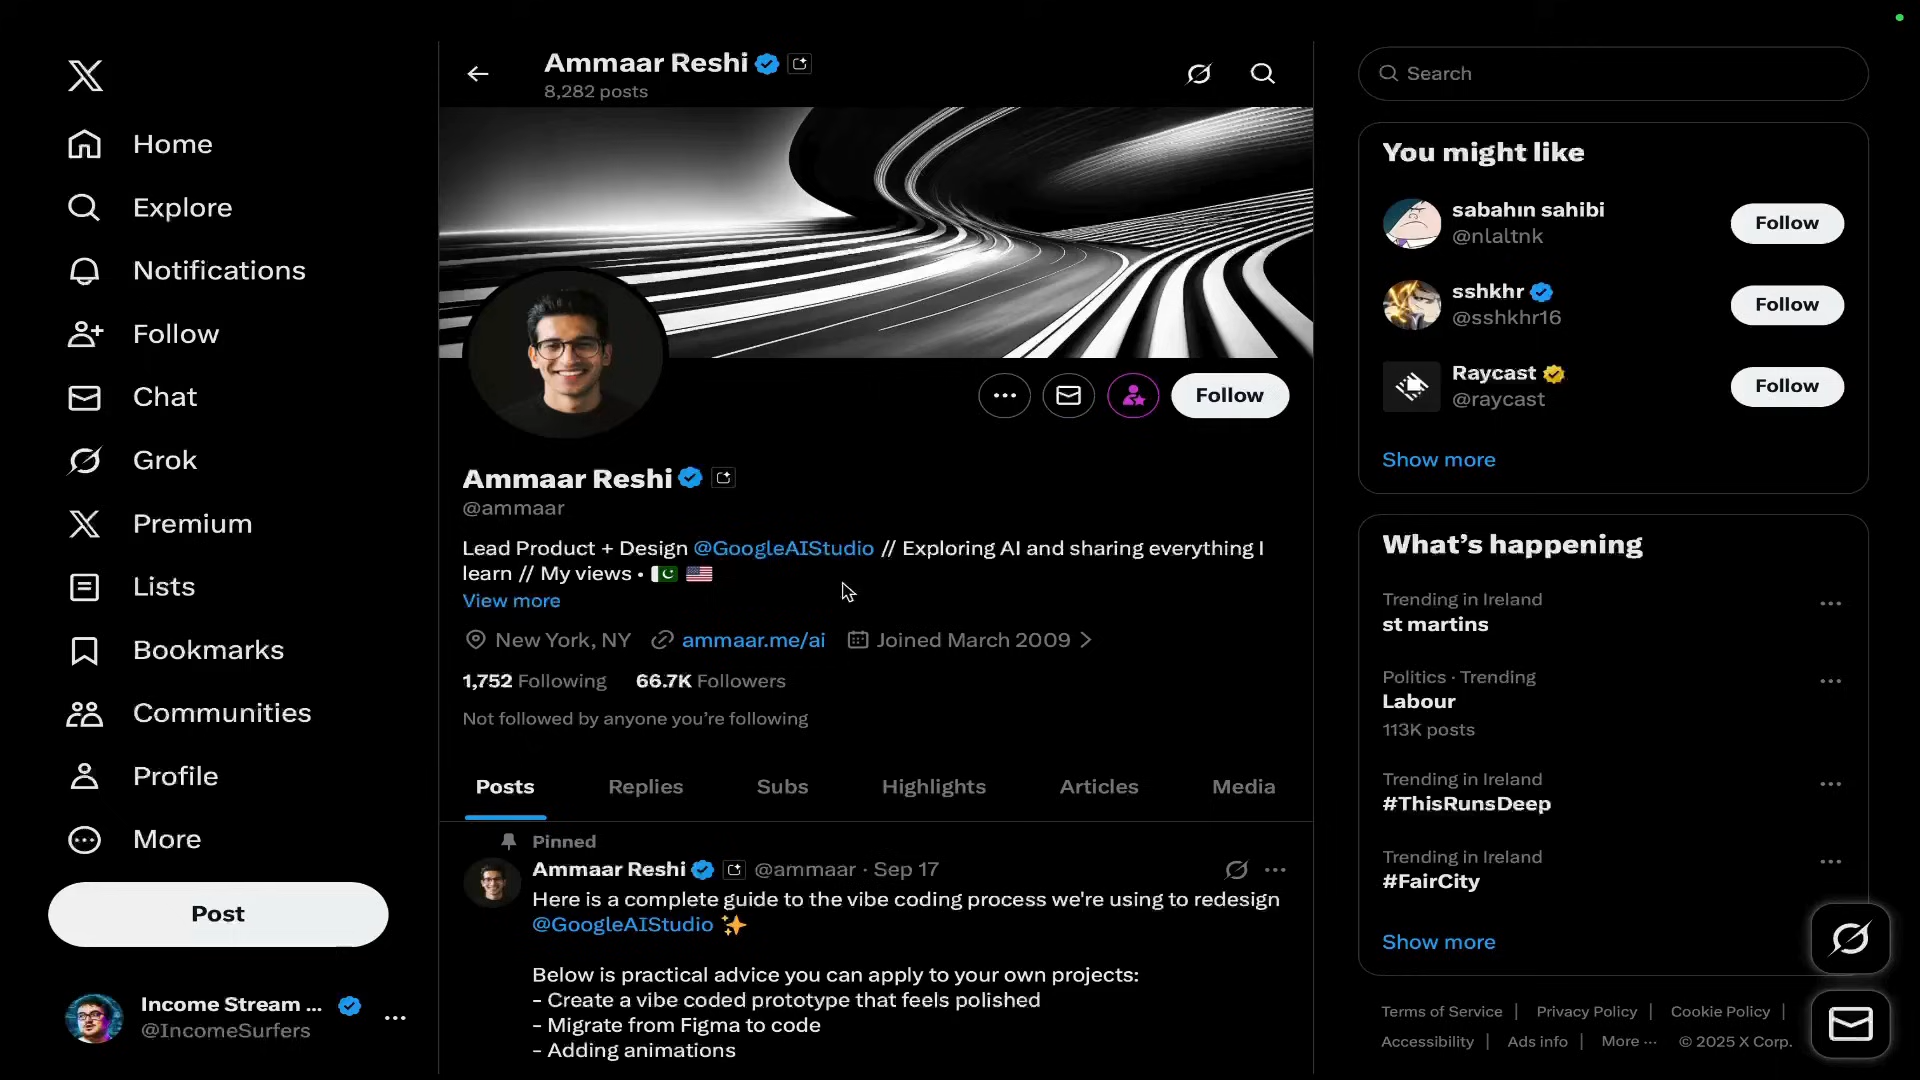 Home
Explore
Notifications
Follow
Chat
Grok
Premium
Lists
Bookmarks
Communities
Profile
More
Post
Income Stream ...
@IncomeSurfers
Ammaar Reshi
8,282 posts
Follow
Ammaar Reshi
@ammaar
Lead Product + Design @GoogleAIStudio // Exploring AI and sharing everything I
learn // My views • 🇵🇰 🇺🇸
View more
New York, NY ammaar.me/ai Joined March 2009
1,752 Following 66.7K Followers
Not followed by anyone you’re following
Posts Replies Subs Highlights Articles Media
Pinned
Ammaar Reshi @ammaar · Sep 17
Here is a complete guide to the vibe coding process we're using to redesign
@GoogleAIStudio ✨
Below is practical advice you can apply to your own projects:
- Create a vibe coded prototype that feels polished
- Migrate from Figma to code
- Adding animations
Search
You might like
sabahın sahibi
@nlaltnk
Follow
sshkhr
@sshkhr16
Follow
Raycast
@raycast
Follow
Show more
What’s happening
Trending in Ireland
st martins
Politics · Trending
Labour
113K posts
Trending in Ireland
#ThisRunsDeep
Trending in Ireland
#FairCity
Show more
Terms of Service | Privacy Policy | Cookie Policy |
Accessibility | Ads info | More ··· © 2025 X Corp.